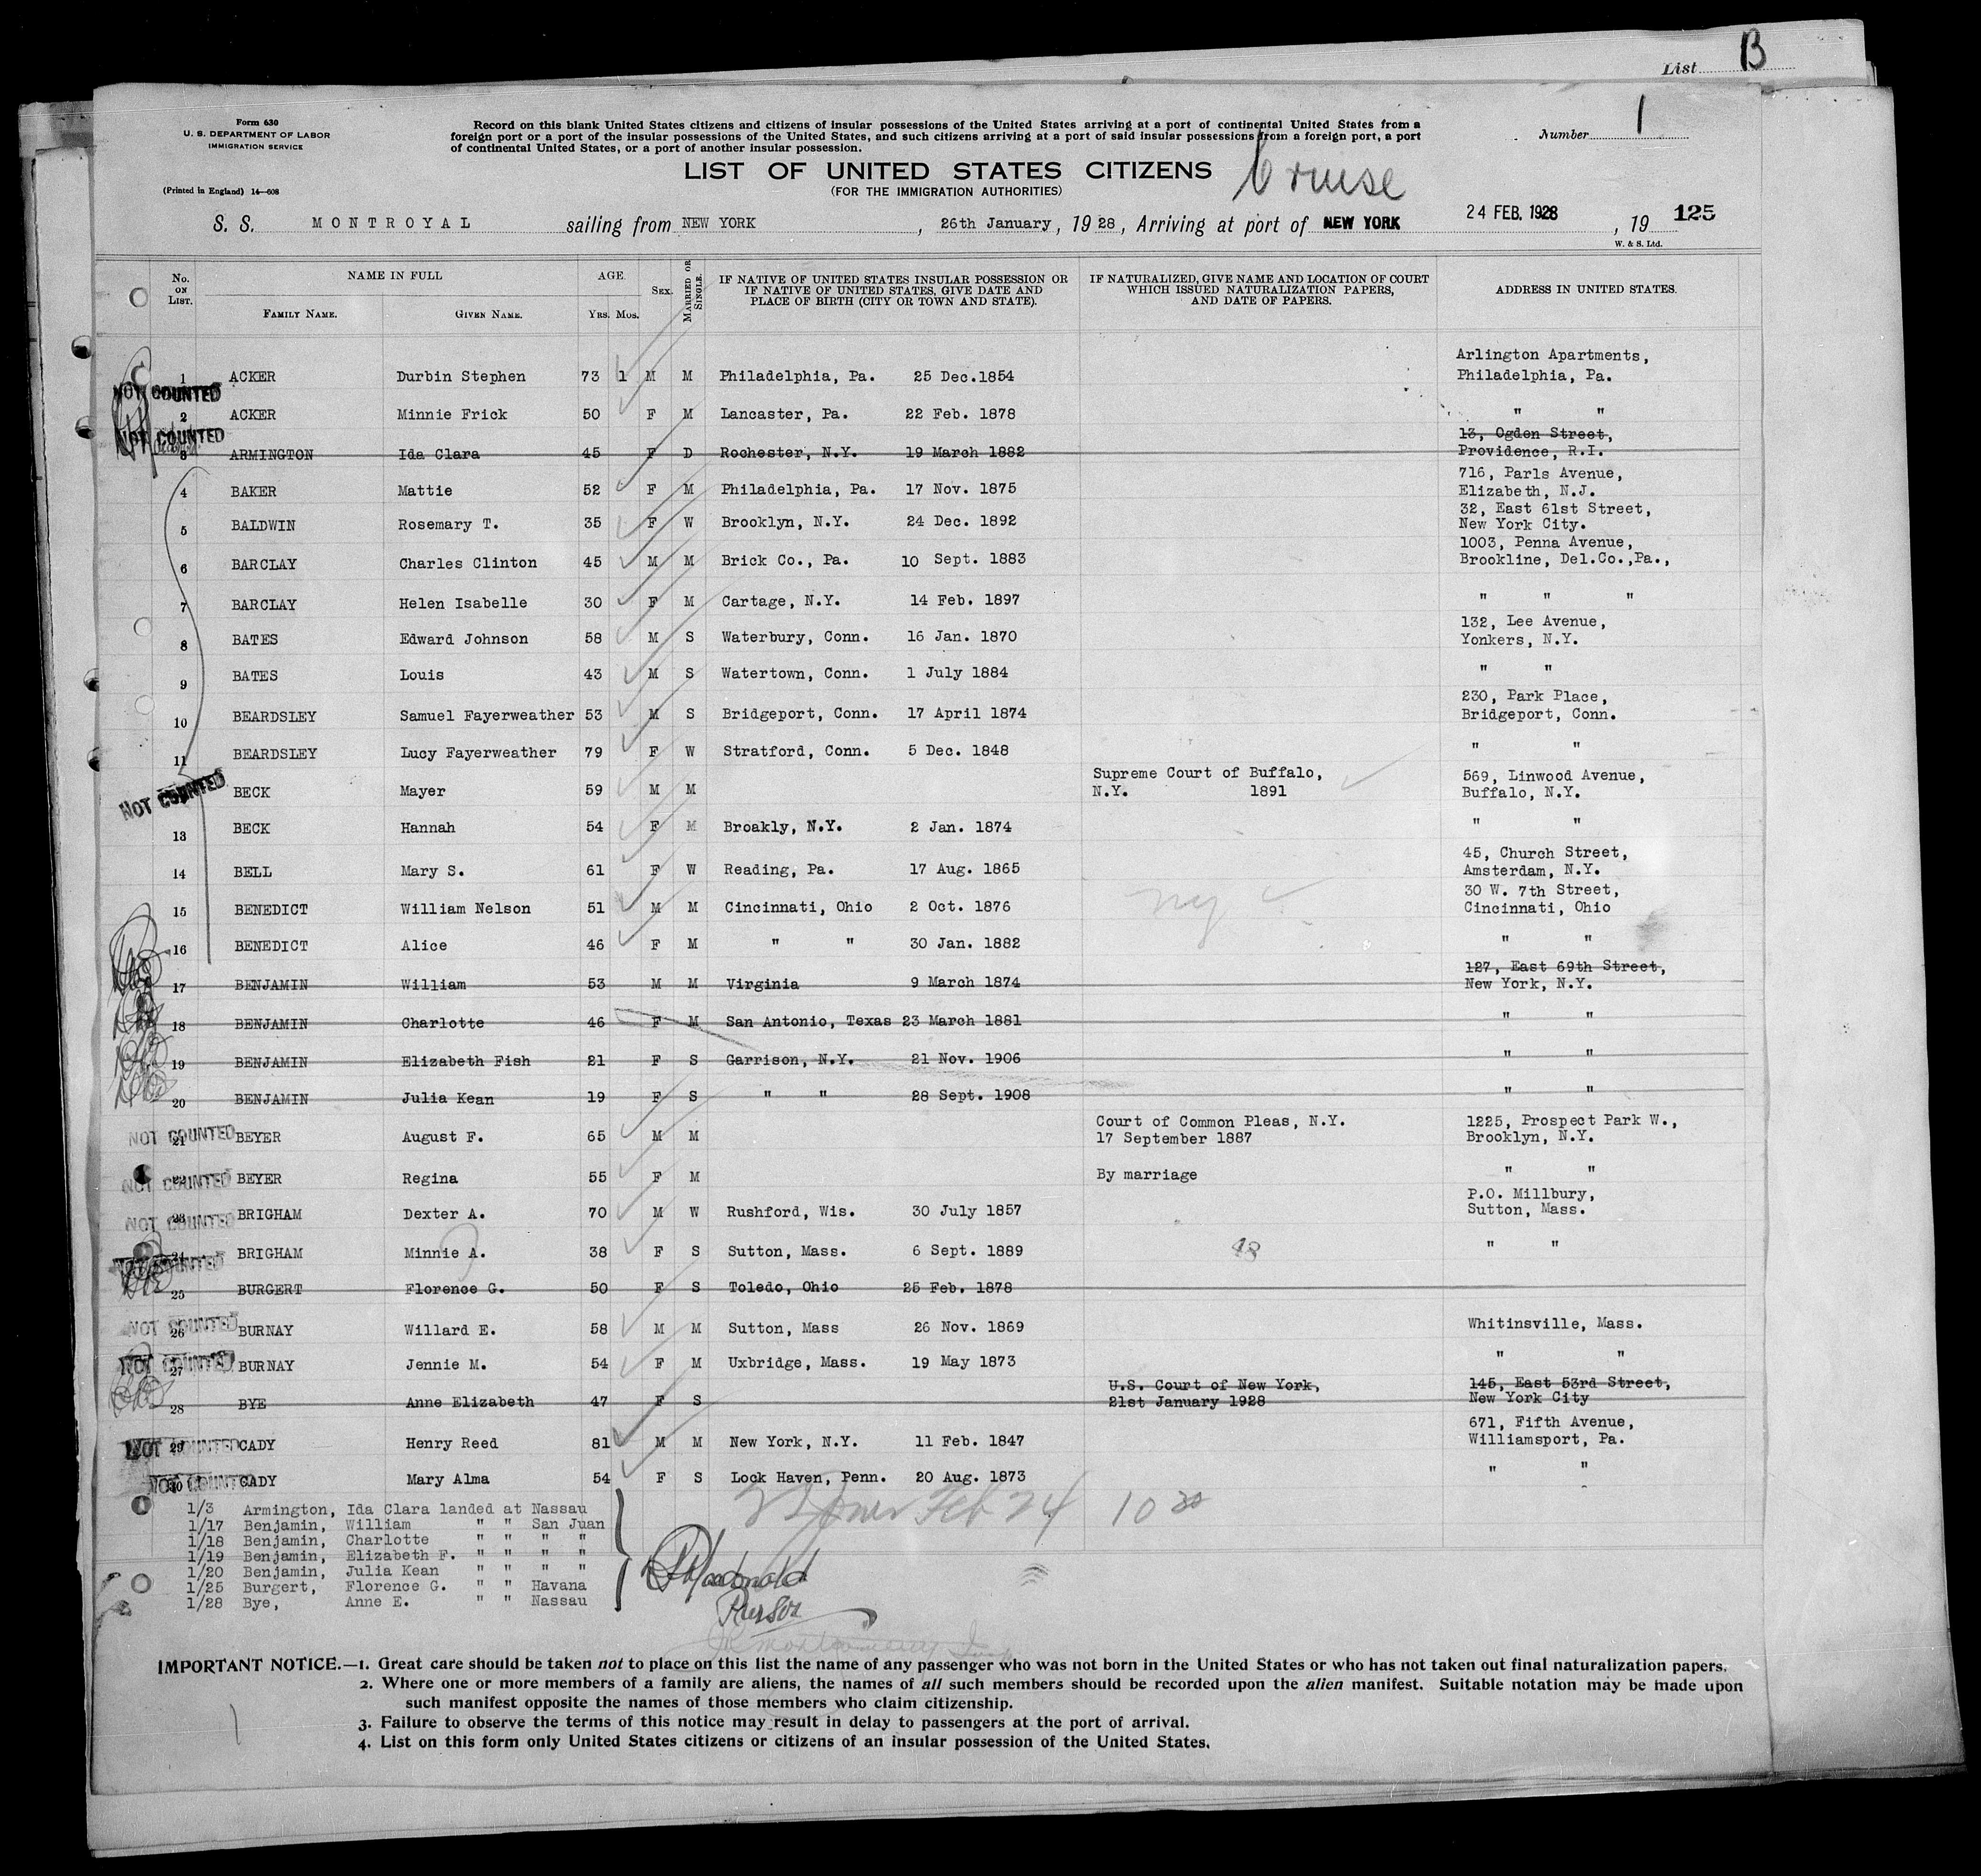 List B
Form 630
U. S. DEPARTMENT OF LABOR
IMMIGRATION SERVICE
(Printed in England) 14—608
Record on this blank United States citizens and citizens of insular possessions of the United States arriving at a port of continental United States from a
foreign port or a port of the insular possessions of the United States, and such citizens arriving at a port of said insular possessions from a foreign port, a port
of continental United States, or a port of another insular possession.
Number 1
LIST OF UNITED STATES CITIZENS Cruise
(FOR THE IMMIGRATION AUTHORITIES)
S. S. MONTROYAL sailing from NEW YORK, 26th January, 1928, Arriving at port of NEW YORK 24 FEB. 1928, 19 125
W. & S. Ltd.
No. ON LIST. NAME IN FULL FAMILY NAME. GIVEN NAME. AGE. YRS. MOS. SEX. MARRIED OR SINGLE. IF NATIVE OF UNITED STATES INSULAR POSSESSION OR IF NATIVE OF UNITED STATES, GIVE DATE AND PLACE OF BIRTH (CITY OR TOWN AND STATE). IF NATURALIZED, GIVE NAME AND LOCATION OF COURT WHICH ISSUED NATURALIZATION PAPERS, AND DATE OF PAPERS. ADDRESS IN UNITED STATES.
1 ACKER Durbin Stephen 73 1 M M Philadelphia, Pa. 25 Dec.1854 Arlington Apartments, Philadelphia, Pa.
NOT COUNTED
2 ACKER Minnie Frick 50 F M Lancaster, Pa. 22 Feb. 1878 " "
NOT COUNTED
3 ARMINGTON Ida Clara 45 F D Rochester, N.Y. 19 March 1882 13, Ogden Street, Providence, R.I.
4 BAKER Mattie 52 F M Philadelphia, Pa. 17 Nov. 1875 716, Parls Avenue, Elizabeth, N.J.
5 BALDWIN Rosemary T. 35 F W Brooklyn, N.Y. 24 Dec. 1892 32, East 61st Street, New York City.
6 BARCLAY Charles Clinton 45 M M Brick Co., Pa. 10 Sept. 1883 1003, Penna Avenue, Brookline, Del.Co.,Pa.,
7 BARCLAY Helen Isabelle 30 F M Cartage, N.Y. 14 Feb. 1897 " " "
8 BATES Edward Johnson 58 M S Waterbury, Conn. 16 Jan. 1870 132, Lee Avenue, Yonkers, N.Y.
9 BATES Louis 43 M S Watertown, Conn. 1 July 1884 " "
10 BEARDSLEY Samuel Fayerweather 53 M S Bridgeport, Conn. 17 April 1874 230, Park Place, Bridgeport, Conn.
11 BEARDSLEY Lucy Fayerweather 79 F W Stratford, Conn. 5 Dec. 1848 " "
NOT COUNTED BECK Mayer 59 M M Supreme Court of Buffalo, N.Y. 1891 569, Linwood Avenue, Buffalo, N.Y.
13 BECK Hannah 54 F M Broakly, N.Y. 2 Jan. 1874 " "
14 BELL Mary S. 61 F W Reading, Pa. 17 Aug. 1865 45, Church Street, Amsterdam, N.Y.
15 BENEDICT William Nelson 51 M M Cincinnati, Ohio 2 Oct. 1876 ny 30 W. 7th Street, Cincinnati, Ohio
16 BENEDICT Alice 46 F M " " 30 Jan. 1882 " "
17 BENJAMIN William 53 M M Virginia 9 March 1874 127, East 69th Street, New York, N.Y.
18 BENJAMIN Charlotte 46 F M San Antonio, Texas 23 March 1881 " "
19 BENJAMIN Elizabeth Fish 21 F S Garrison, N.Y. 21 Nov. 1906 " "
20 BENJAMIN Julia Kean 19 F S " " 28 Sept. 1908 " "
NOT COUNTED 21 BEYER August F. 65 M M Court of Common Pleas, N.Y. 17 September 1887 1225, Prospect Park W., Brooklyn, N.Y.
NOT COUNTED 22 BEYER Regina 55 F M By marriage " "
NOT COUNTED 23 BRIGHAM Dexter A. 70 M W Rushford, Wis. 30 July 1857 P.O. Millbury, Sutton, Mass.
NOT COUNTED 24 BRIGHAM Minnie A. 38 F S Sutton, Mass. 6 Sept. 1889 " "
25 BURGERT Florence G. 50 F S Toledo, Ohio 25 Feb. 1878
NOT COUNTED 26 BURNAY Willard E. 58 M M Sutton, Mass 26 Nov. 1869 Whitinsville, Mass.
NOT COUNTED 27 BURNAY Jennie M. 54 F M Uxbridge, Mass. 19 May 1873 " "
28 BYE Anne Elizabeth 47 F S U.S. Court of New York, 21st January 1928 145, East 53rd Street, New York City
NOT COUNTED 29 CADY Henry Reed 81 M M New York, N.Y. 11 Feb. 1847 671, Fifth Avenue, Williamsport, Pa.
NOT COUNTED 30 CADY Mary Alma 54 F S Lock Haven, Penn. 20 Aug. 1873 " "
Feb 24 10 30
1/3 Armington, Ida Clara landed at Nassau
1/17 Benjamin, William " " San Juan
1/18 Benjamin, Charlotte " " " "
1/19 Benjamin, Elizabeth F. " " " "
1/20 Benjamin, Julia Kean " " " "
1/25 Burgert, Florence G. " " Havana
1/28 Bye, Anne E. " " Nassau
Macdonald
Purser
IMPORTANT NOTICE.—1. Great care should be taken not to place on this list the name of any passenger who was not born in the United States or who has not taken out final naturalization papers.
2. Where one or more members of a family are aliens, the names of all such members should be recorded upon the alien manifest. Suitable notation may be made upon
such manifest opposite the names of those members who claim citizenship.
3. Failure to observe the terms of this notice may result in delay to passengers at the port of arrival.
4. List on this form only United States citizens or citizens of an insular possession of the United States.